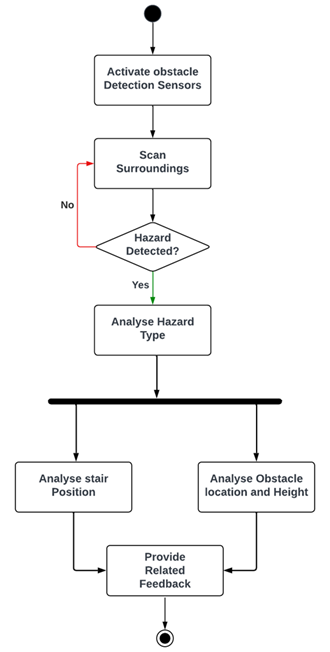 Activate obstacle
Detection Sensors
Scan
Surroundings
No
Hazard
Detected?
Yes
Analyse Hazard
Type
Analyse stair
Position
Analyse Obstacle
location and Height
Provide
Related
Feedback